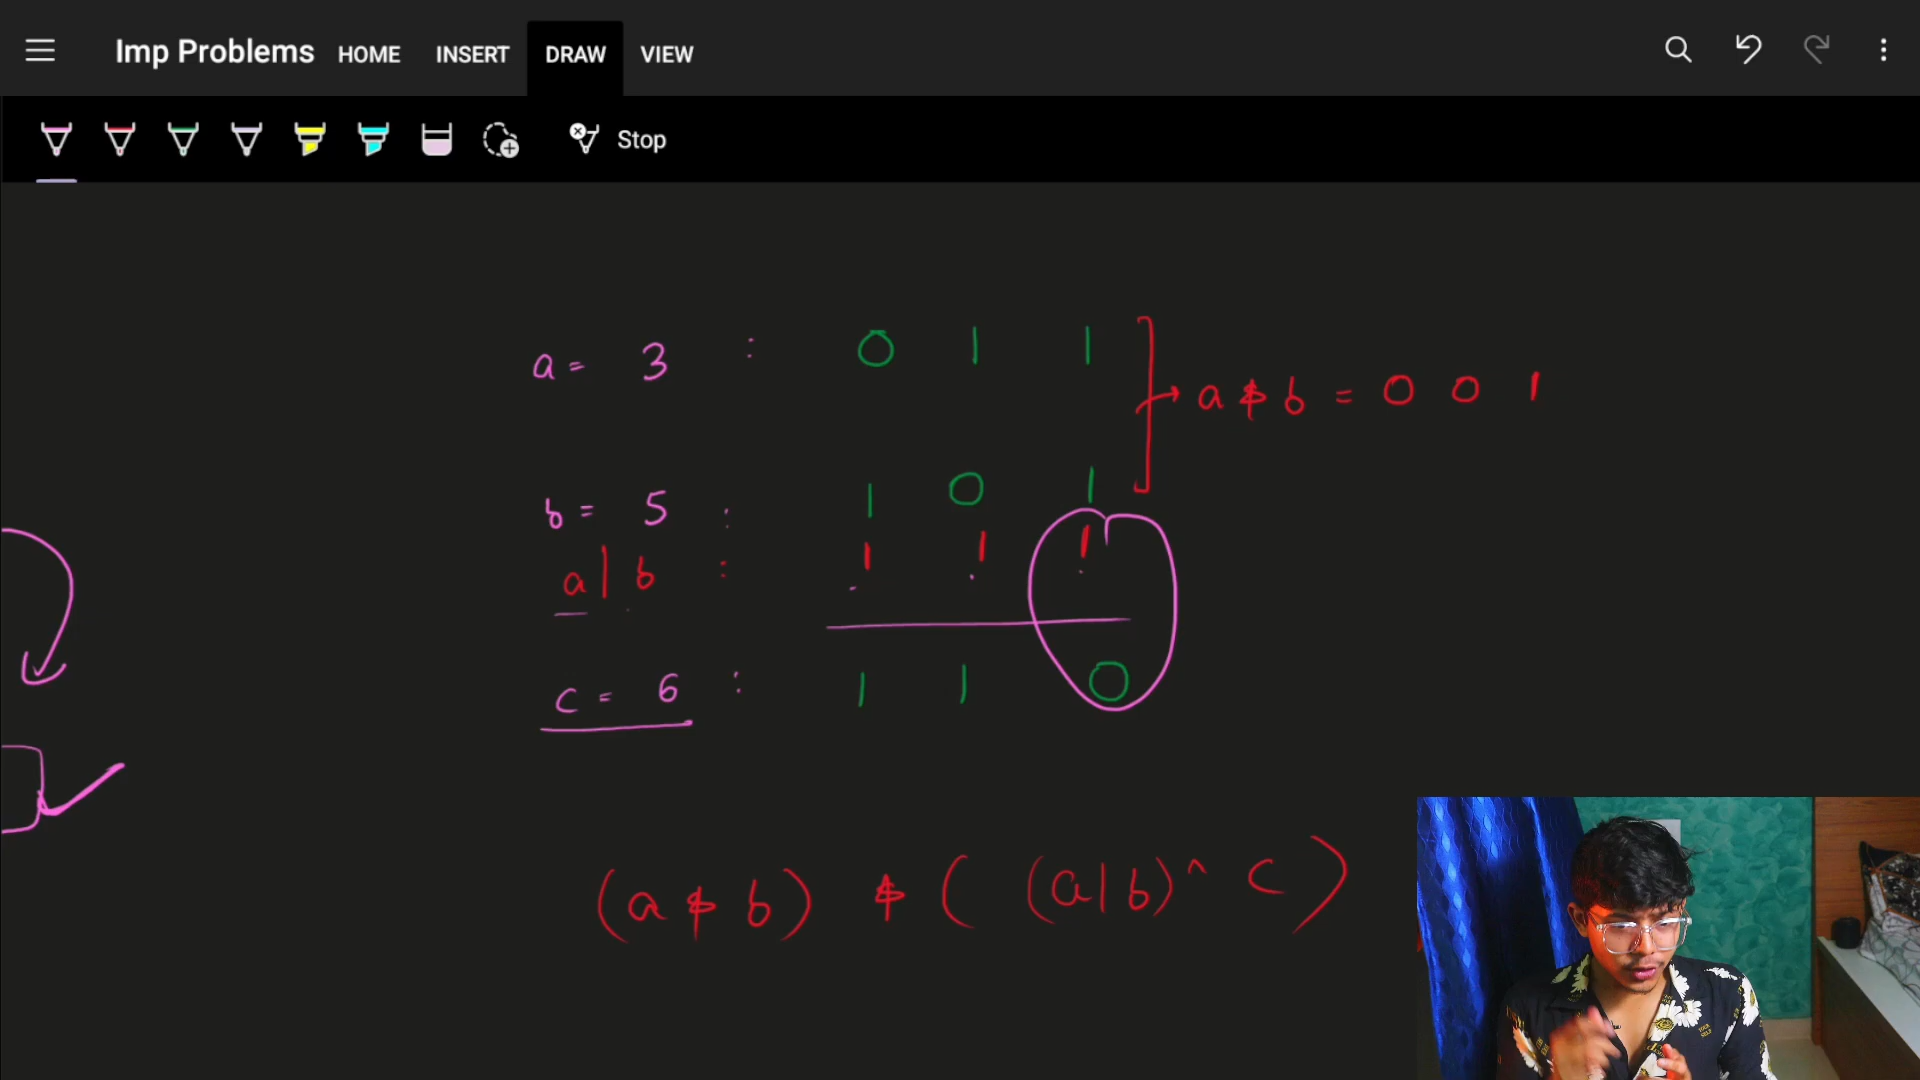 Imp Problems HOME INSERT DRAW VIEW
Stop
a = 3 : 0 1 1
a & b = 0 0 1
b = 5 : 1 0 1
a | b : 1 1 1
c = 6 : 1 1 0
(a & b) & ( (a | b) ^ c )